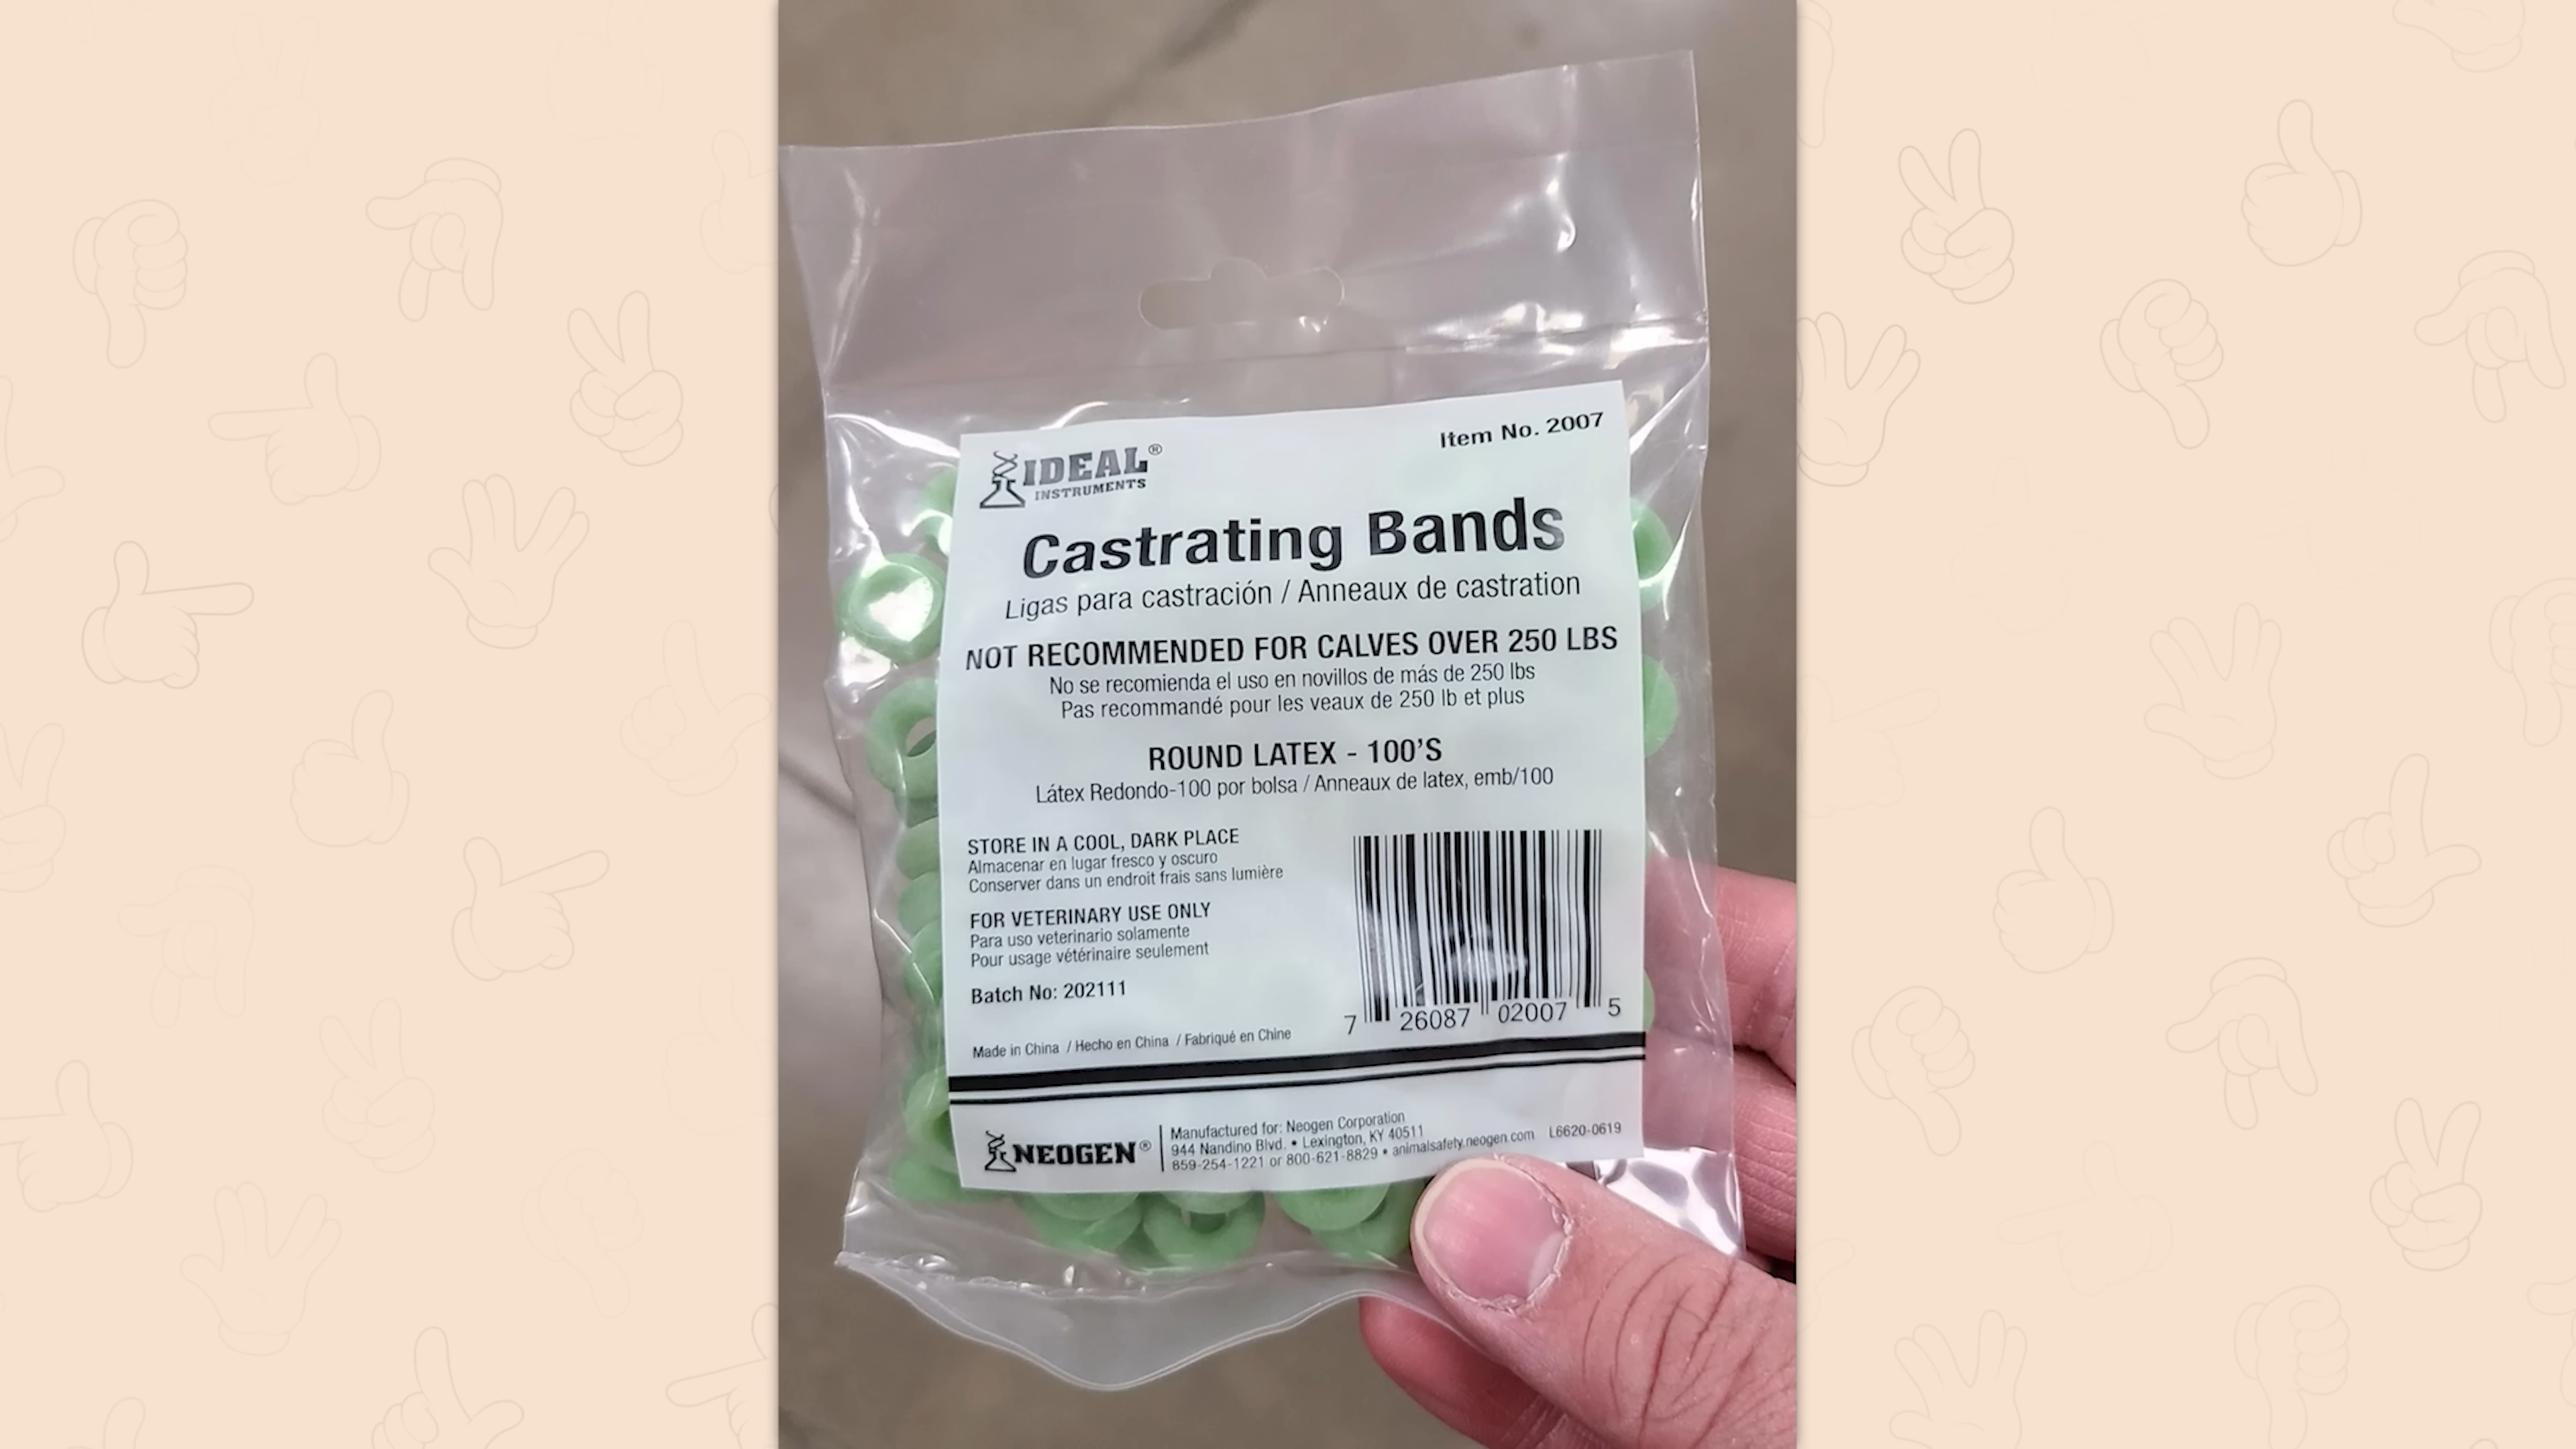 IDEAL®
INSTRUMENTS
Item No. 2007
Castrating Bands
Ligas para castración / Anneaux de castration
NOT RECOMMENDED FOR CALVES OVER 250 LBS
No se recomienda el uso en novillos de más de 250 lbs
Pas recommandé pour les veaux de 250 lb et plus
ROUND LATEX - 100'S
Látex Redondo-100 por bolsa / Anneaux de latex, emb/100
STORE IN A COOL, DARK PLACE
Almacenar en lugar fresco y oscuro
Conserver dans un endroit frais sans lumière
FOR VETERINARY USE ONLY
Para uso veterinario solamente
Pour usage vétérinaire seulement
Batch No: 202111
7 26087 02007 5
Made in China / Hecho en China / Fabriqué en Chine
NEOGEN®
Manufactured for: Neogen Corporation
944 Nandino Blvd. • Lexington, KY 40511
859-254-1221 or 800-621-8829 • animalsafety.neogen.com L6620-0619